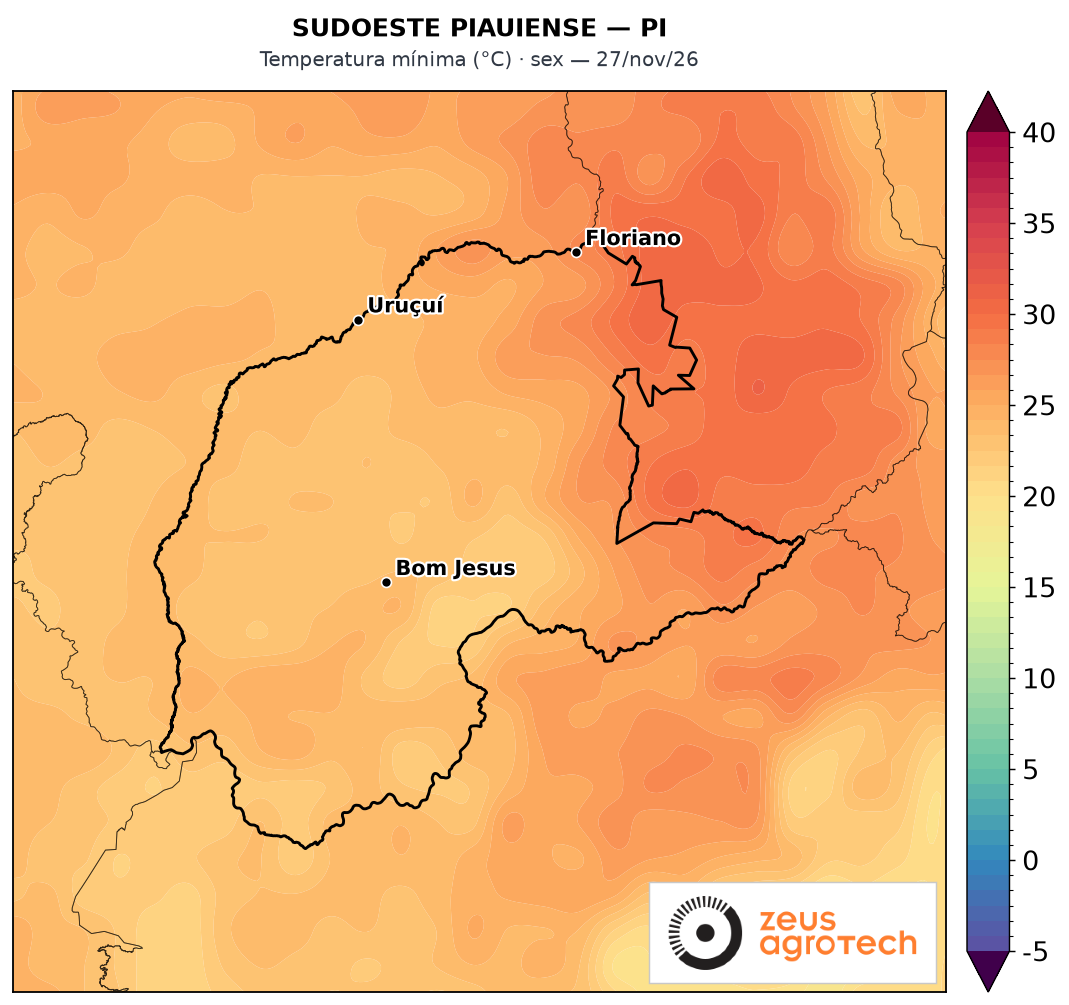 SUDOESTE PIAUIENSE — PI
Temperatura mínima (°C) · sex — 27/nov/26
Floriano
Uruçuí
Bom Jesus
40
35
30
25
20
15
10
5
0
-5
zeus
agrotech